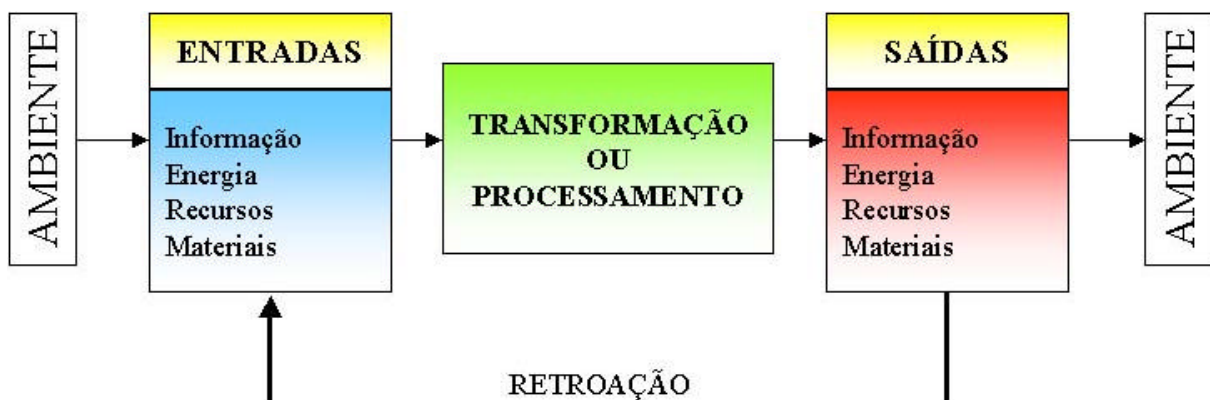 AMBIENTE
ENTRADAS
Informação
Energia
Recursos
Materiais
TRANSFORMAÇÃO
OU
PROCESSAMENTO
SAÍDAS
Informação
Energia
Recursos
Materiais
AMBIENTE
RETROAÇÃO